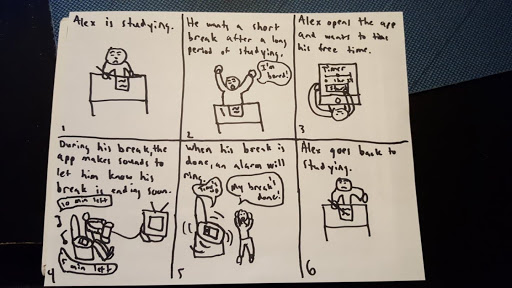 Alex is studying.
1
He wants a short
break after a long
period of studying.
I'm
bored!
2
Alex opens the app
and wants to time
his free time.
Timer
Start
3
During his break, the
app makes sounds to
let him know his
break is ending soon.
10 min left
5 min left
4
When his break is
done, an alarm will
ring.
Time's
up
My break's
done.
5
Alex goes back to
studying.
6